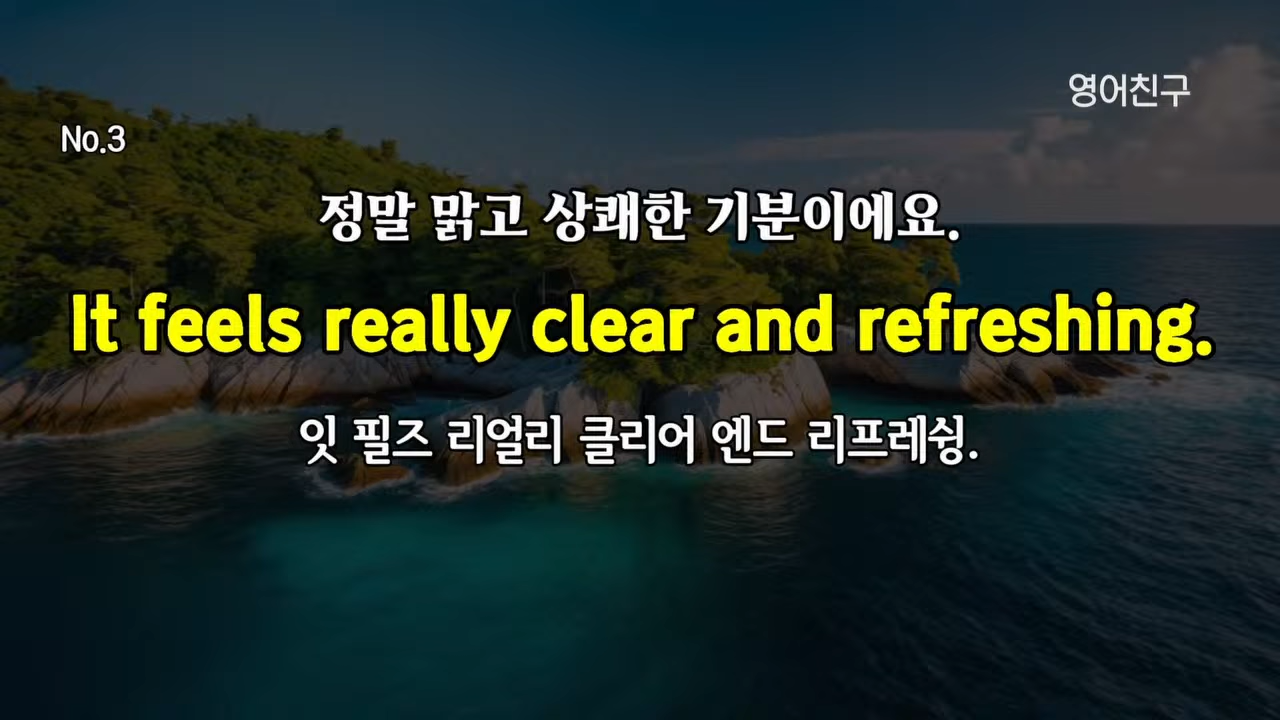 영어친구
No.3
정말 맑고 상쾌한 기분이에요.
It feels really clear and refreshing.
잇 필즈 리얼리 클리어 엔드 리프레슁.